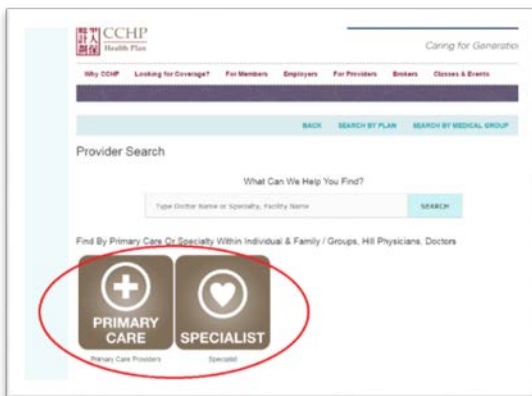 CCHP
Health Plan
Caring for Generatio
Why CCHP Looking for Coverage? For Members Employers For Providers Brokers Classes & Events
BACK SEARCH BY PLAN SEARCH BY MEDICAL GROUP
Provider Search
What Can We Help You Find?
Type Doctor Name or Specialty, Facility Name SEARCH
Find By Primary Care Or Specialty Within Individual & Family / Groups, Hill Physicians, Doctors
PRIMARY CARE SPECIALIST
Primary Care Providers Specialist